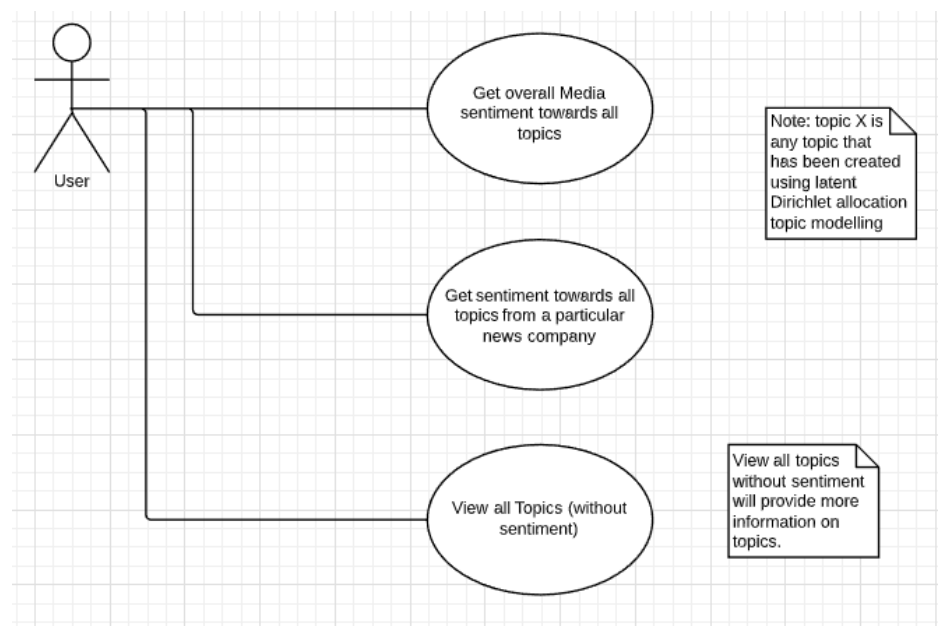 User
Get overall Media
sentiment towards all
topics
Note: topic X is
any topic that
has been created
using latent
Dirichlet allocation
topic modelling
Get sentiment towards all
topics from a particular
news company
View all Topics (without
sentiment)
View all topics
without sentiment
will provide more
information on
topics.